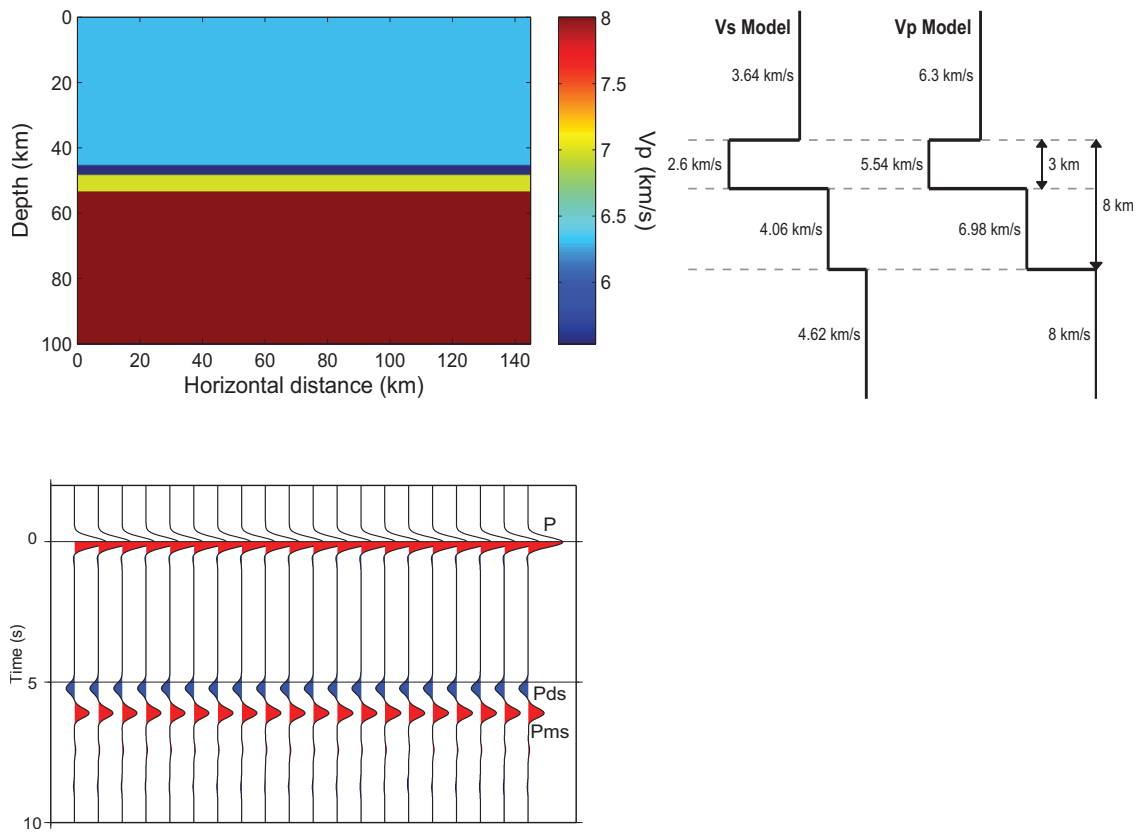 0
20
40
60
80
100
Depth (km)
0 20 40 60 80 100 120 140
Horizontal distance (km)
8
7.5
7
6.5
6
Vp (km/s)
Vs Model Vp Model
3.64 km/s 6.3 km/s
2.6 km/s 5.54 km/s 3 km
8 km
4.06 km/s 6.98 km/s
4.62 km/s 8 km/s
P
0
5
10
Time (s)
Pds
Pms